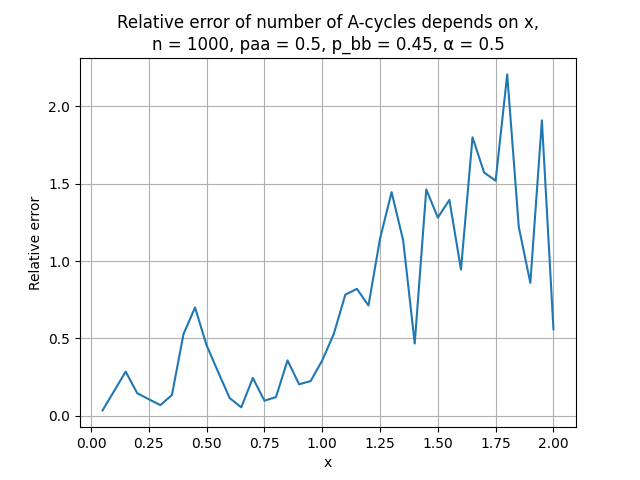 Relative error of number of A-cycles depends on x,
n = 1000, paa = 0.5, p_bb = 0.45, α = 0.5
2.0
1.5
1.0
0.5
0.0
Relative error
0.00 0.25 0.50 0.75 1.00 1.25 1.50 1.75 2.00
x